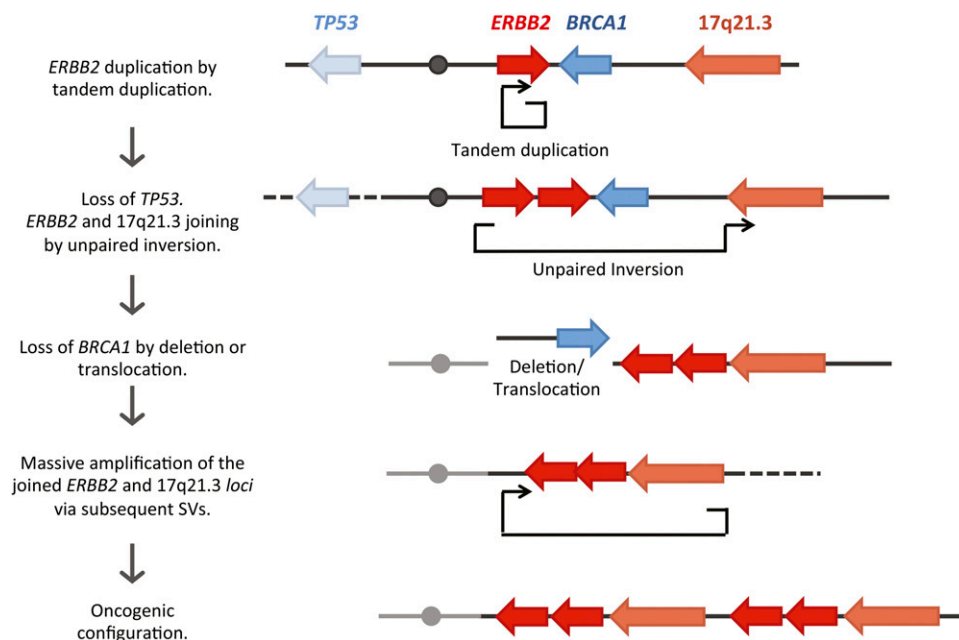 TP53 ERBB2 BRCA1 17q21.3
ERBB2 duplication by
tandem duplication.
Tandem duplication
Loss of TP53.
ERBB2 and 17q21.3 joining
by unpaired inversion.
Unpaired Inversion
Loss of BRCA1 by deletion or
translocation.
Deletion/
Translocation
Massive amplification of the
joined ERBB2 and 17q21.3 loci
via subsequent SVs.
Oncogenic
configuration.